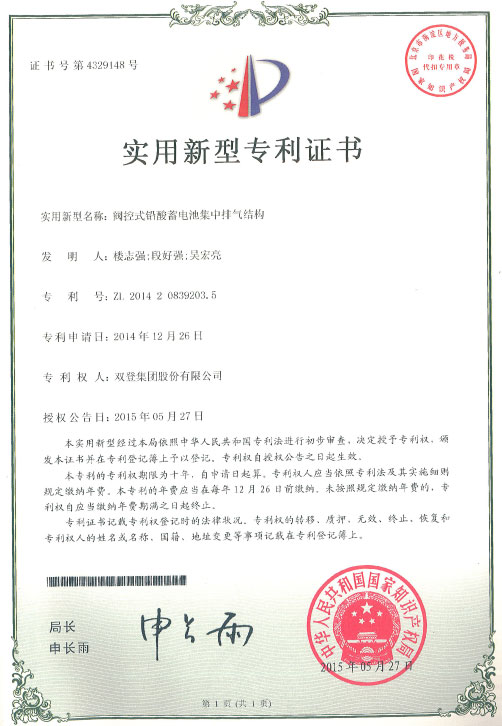 证书号第4329148号
印花税
代扣专用章
实用新型专利证书
实用新型名称：阀控式铅酸蓄电池集中排气结构
发明人：楼志强;段好强;吴宏亮
专利号：ZL 2014 2 0839203.5
专利申请日：2014年12月26日
专利权人：双登集团股份有限公司
授权公告日：2015年05月27日
本实用新型经过本局依照中华人民共和国专利法进行初步审查，决定授予专利权，颁
发本证书并在专利登记簿上予以登记。专利权自授权公告之日起生效。
本专利的专利权期限为十年，自申请日起算。专利权人应当依照专利法及其实施细则
规定缴纳年费。本专利的年费应当在每年12月26日前缴纳。未按照规定缴纳年费的，专
利权自应当缴纳年费期满之日起终止。
专利证书记载专利权登记时的法律状况。专利权的转移、质押、无效、终止、恢复和
专利权人的姓名或名称、国籍、地址变更等事项记载在专利登记簿上。
局长
申长雨
申长雨
中华人民共和国国家知识产权局
2015年05月27日
第1页(共1页)